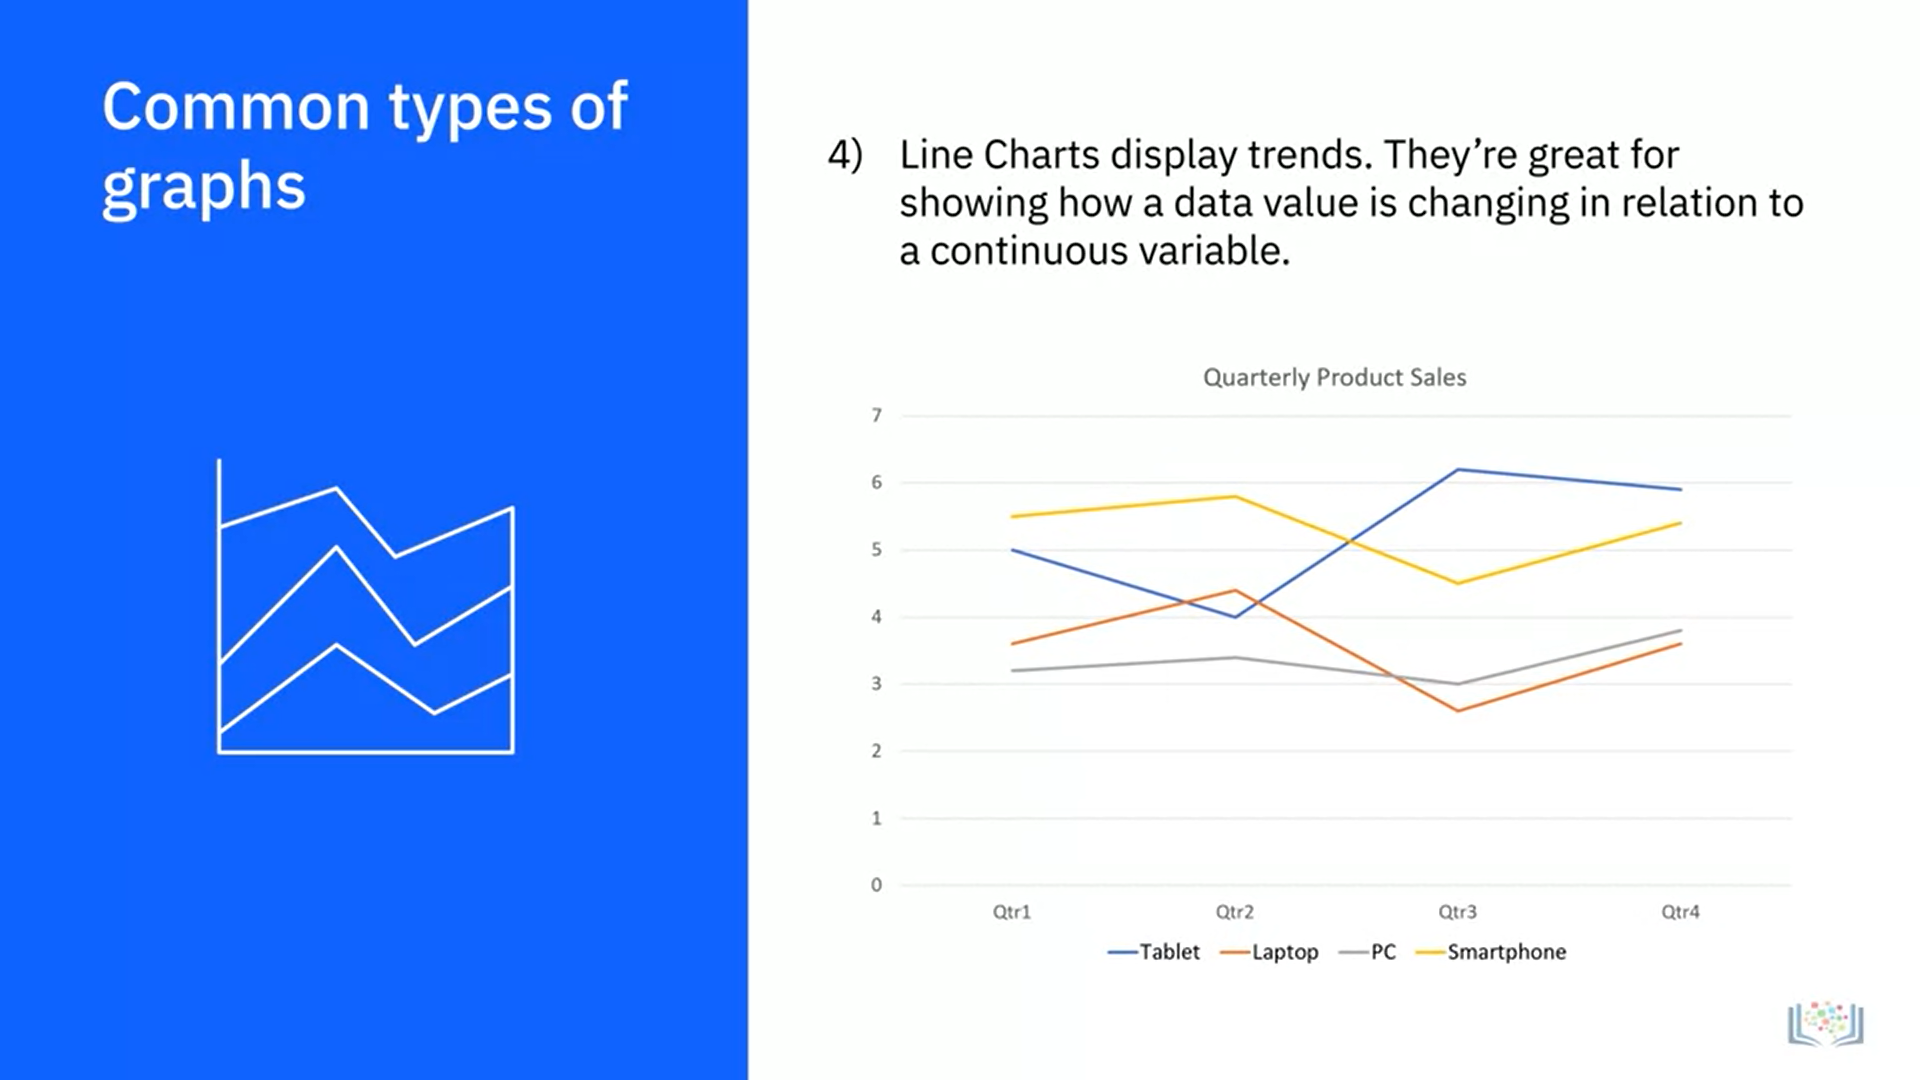 Common types of
graphs
4) Line Charts display trends. They’re great for
showing how a data value is changing in relation to
a continuous variable.
Quarterly Product Sales
7
6
5
4
3
2
1
0
Qtr1 Qtr2 Qtr3 Qtr4
Tablet Laptop PC Smartphone